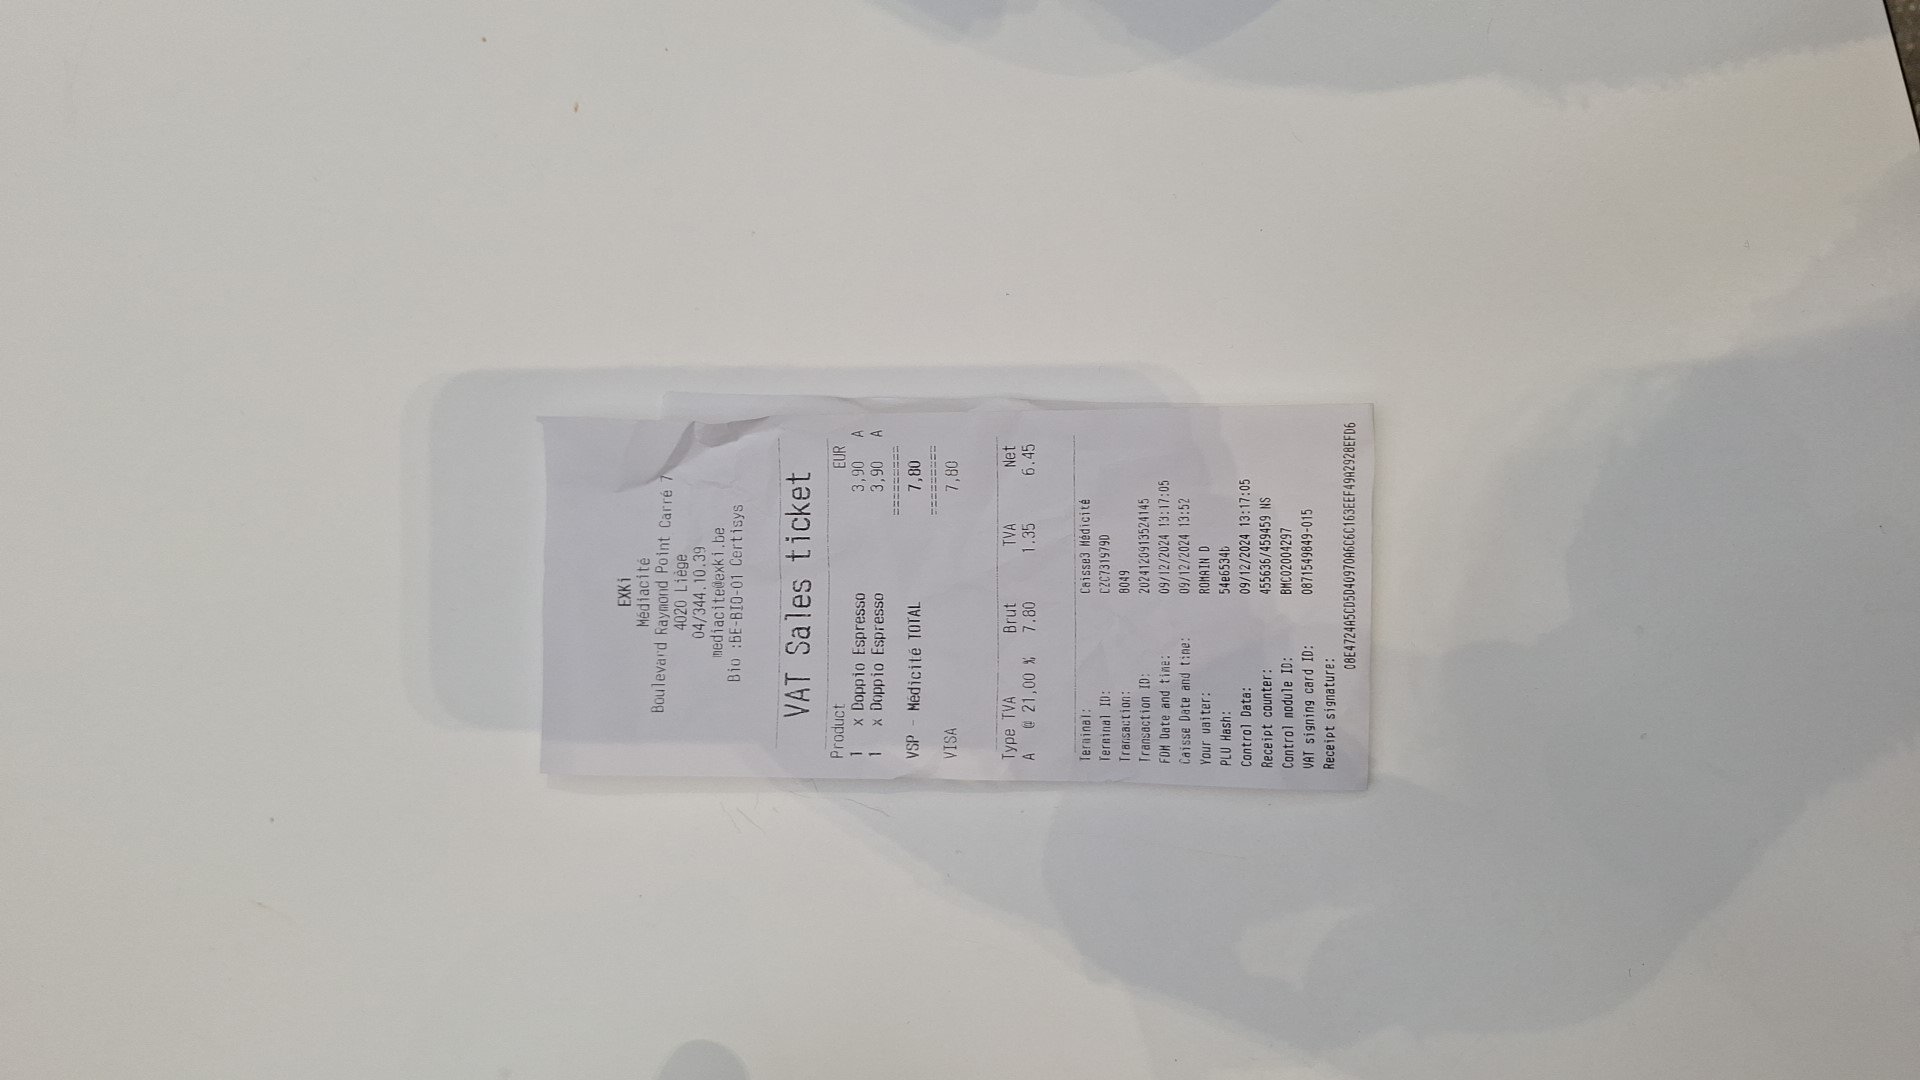 EXKi
Médiacité
Boulevard Raymond Point Carré 7
4020 Liège
04/344.10.39
mediacite@exki.be
Bio :BE-BIO-01 Certisys
VAT Sales ticket
Product EUR
1 x Doppio Espresso 3,90 A
1 x Doppio Espresso 3,90 A
=========
VSP - Médicité TOTAL 7,80
=========
VISA 7,80
Type TVA Brut TVA Net
A @ 21,00 % 7.80 1.35 6.45
Terminal: Caisse3 Médicité
Terminal ID: CZC731979D
Transaction: 8049
Transaction ID: 2024120913524145
FDM Date and time: 09/12/2024 13:17:05
Caisse Date and time: 09/12/2024 13:52
Your waiter: ROMAIN D
PLU Hash: 54e6534b
Control Data: 09/12/2024 13:17:05
Receipt counter: 455636/459459 NS
Control module ID: BMC02004297
VAT signing card ID: 0871549849-015
Receipt signature: